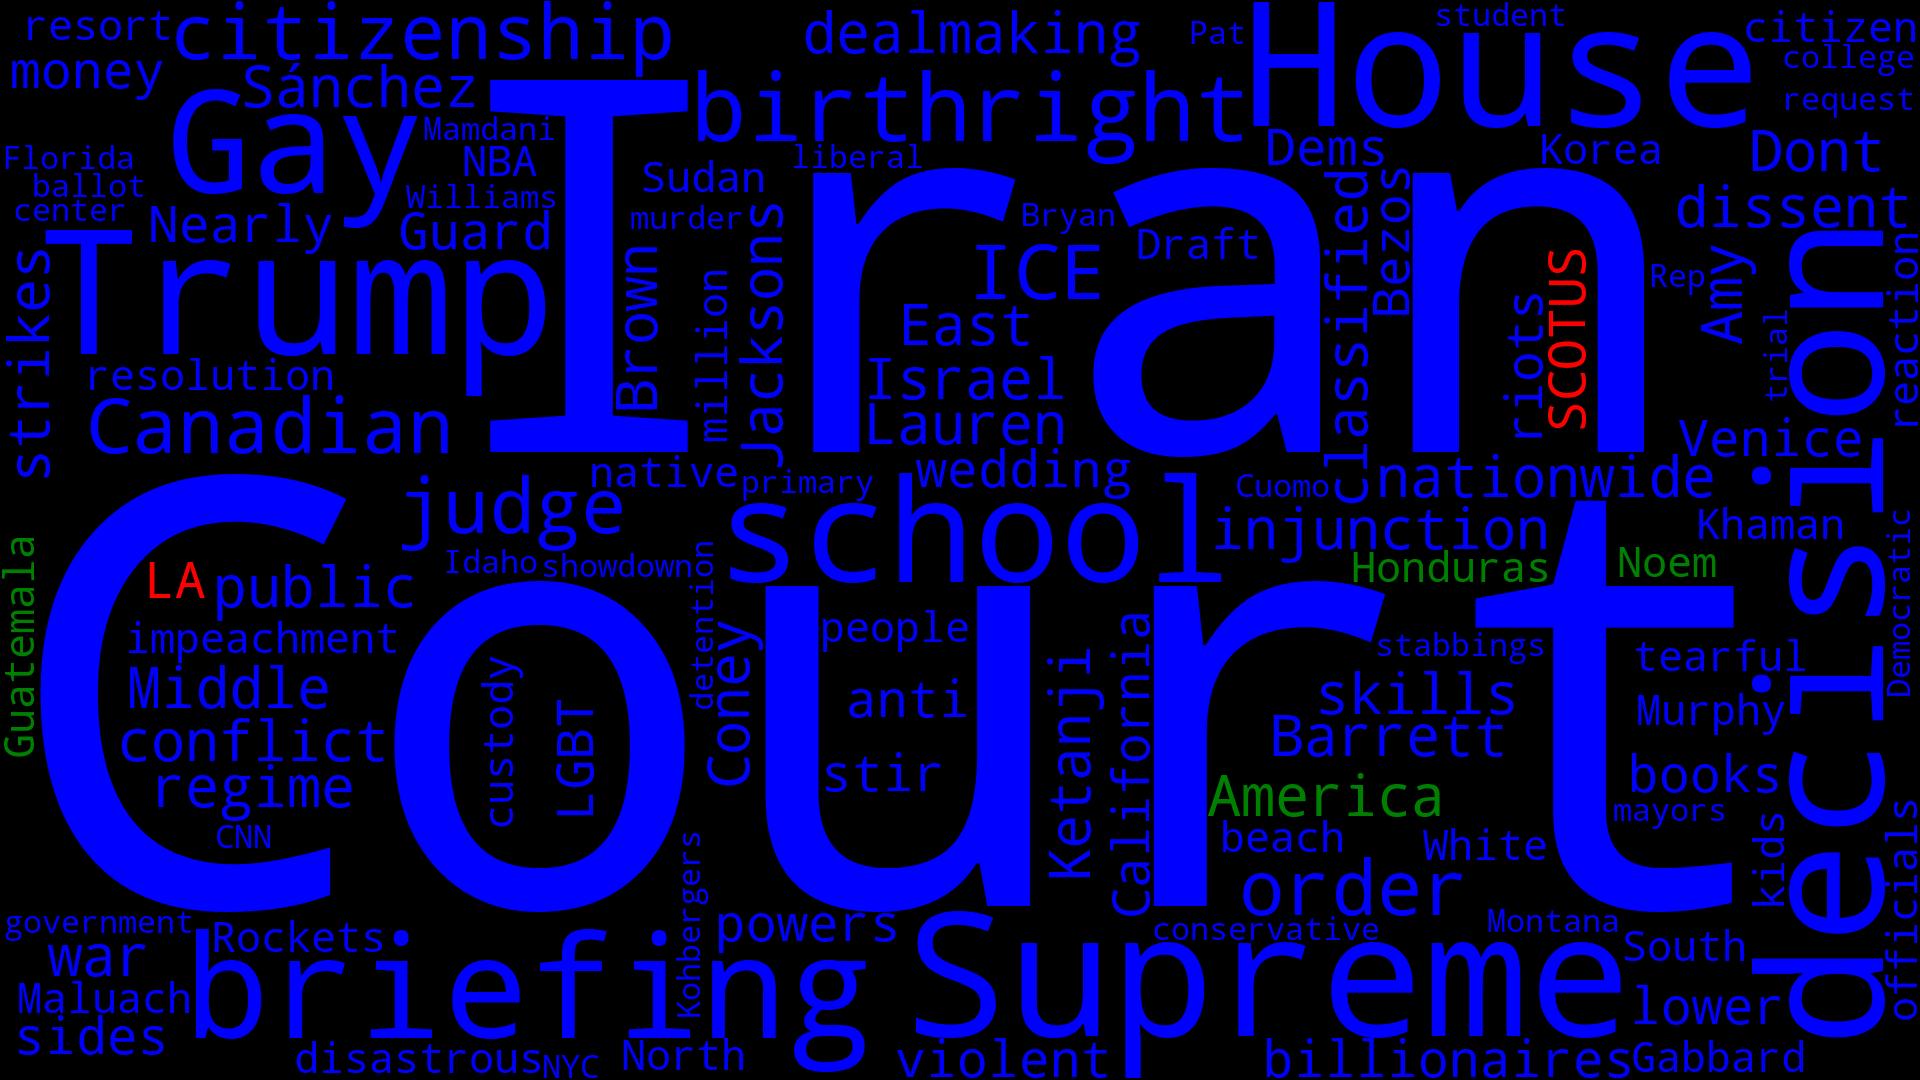 resort
citizenship
dealmaking
Pat
House
student
citizen
money
Sánchez
college
Gay
Iran
birthright
request
Mamdani
Dems
Korea
Dont
Florida
NBA
Sudan
liberal
ballot
Williams
center
Nearly
Guard
murder
Bryan
Draft
classified
Bezos
dissent
strikes
Trump
Brown
million
Jacksons
ICE
East
riots
SCOTUS
Rep
Amy
trial
decision
reaction
resolution
Israel
Canadian
Lauren
Venice
native
primary
wedding
Cuomo
nationwide
judge
school
injunction
Khaman
Guatemala
Court
LA
public
Idaho
showdown
detention
Honduras
Noem
Democratic
impeachment
people
stabbings
tearful
Middle
custody
LGBT
Coney
anti
Ketanji
California
skills
Murphy
conflict
Barrett
regime
stir
America
books
mayors
CNN
beach
White
kids
officials
Kohbergers
order
government
Rockets
powers
conservative
Montana
war
briefing
Supreme
South
Maluach
lower
sides
disastrous
NYC
North
violent
billionaires
Gabbard